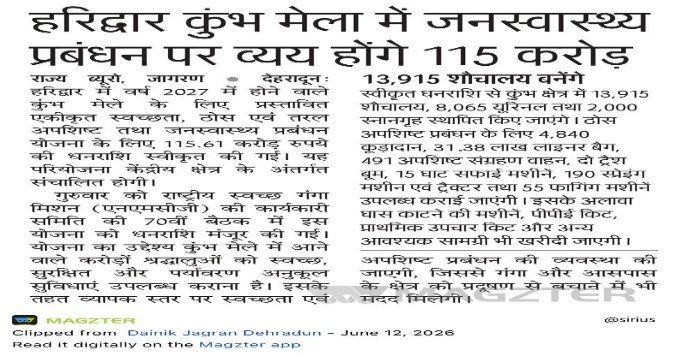 हरिद्वार कुंभ मेला में जनस्वास्थ्य
प्रबंधन पर व्यय होंगे 115 करोड़
राज्य ब्यूरो, जागरण ● देहरादून:
हरिद्वार में वर्ष 2027 में होने वाले
कुंभ मेले के लिए प्रस्तावित
एकीकृत स्वच्छता, ठोस एवं तरल
अपशिष्ट तथा जनस्वास्थ्य प्रबंधन
योजना के लिए 115.61 करोड़ रुपये
की धनराशि स्वीकृत की गई। यह
परियोजना केंद्रीय क्षेत्र के अंतर्गत
संचालित होगी।
गुरुवार को राष्ट्रीय स्वच्छ गंगा
मिशन (एनएमसीजी) की कार्यकारी
समिति की 70वीं बैठक में इस
योजना को धनराशि मंजूर की गई।
योजना का उद्देश्य कुंभ मेले में आने
वाले करोड़ों श्रद्धालुओं को स्वच्छ,
सुरक्षित और पर्यावरण अनुकूल
सुविधाएं उपलब्ध कराना है। इसके
तहत व्यापक स्तर पर स्वच्छता एवं
13,915 शौचालय बनेंगे
स्वीकृत धनराशि से कुंभ क्षेत्र में 13,915
शौचालय, 8,065 यूरिनल तथा 2,000
स्नानगृह स्थापित किए जाएंगे। ठोस
अपशिष्ट प्रबंधन के लिए 4,840
कूड़ादान, 31.38 लाख लाइनर बैग,
491 अपशिष्ट संग्रहण वाहन, दो ट्रैश
बूम, 15 घाट सफाई मशीनें, 190 स्प्रेइंग
मशीन एवं ट्रैक्टर तथा 55 फागिंग मशीनें
उपलब्ध कराई जाएंगी। इसके अलावा
घास काटने की मशीनें, पीपीई किट,
प्राथमिक उपचार किट और अन्य
आवश्यक सामग्री भी खरीदी जाएगी।
अपशिष्ट प्रबंधन की व्यवस्था की
जाएगी, जिससे गंगा और आसपास
के क्षेत्र को प्रदूषण से बचाने में भी
मदद मिलेगी।
MAGZTER
MAGZTER
@sirius
Clipped from Dainik Jagran Dehradun - June 12, 2026
Read it digitally on the Magzter app